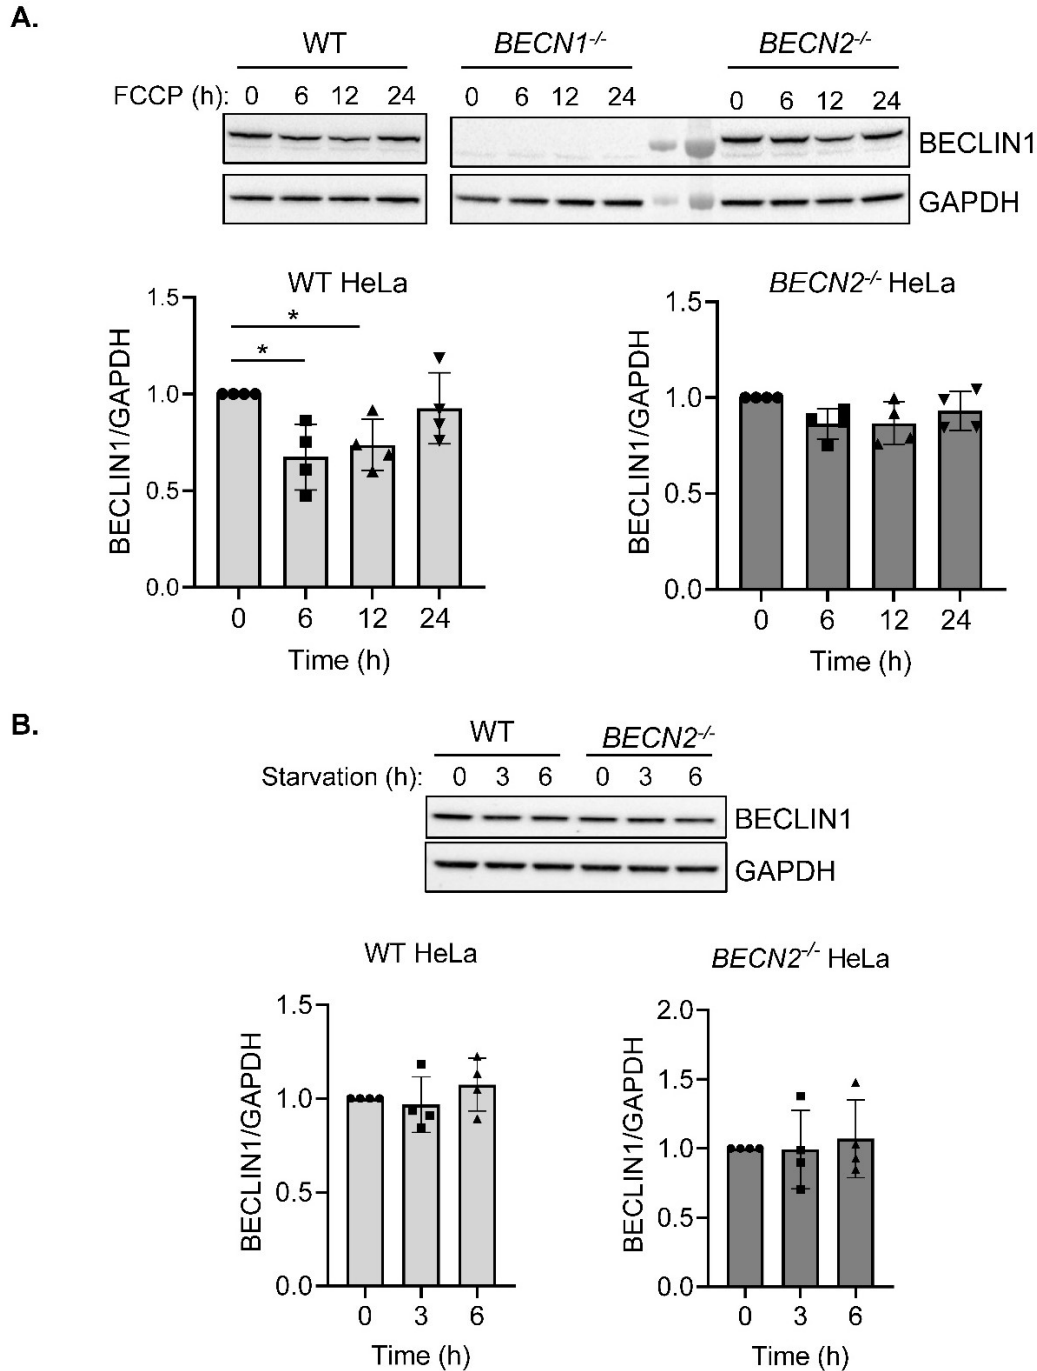 A.
WT BECN1-/- BECN2-/-
FCCP (h): 0 6 12 24 0 6 12 24 0 6 12 24
BECLIN1
GAPDH
WT HeLa
BECLIN1/GAPDH
1.5
1.0
0.5
0.0
* 
*
0 6 12 24
Time (h)
BECN2-/- HeLa
BECLIN1/GAPDH
1.5
1.0
0.5
0.0
0 6 12 24
Time (h)
B.
WT BECN2-/-
Starvation (h): 0 3 6 0 3 6
BECLIN1
GAPDH
WT HeLa
BECLIN1/GAPDH
1.5
1.0
0.5
0.0
0 3 6
Time (h)
BECN2-/- HeLa
BECLIN1/GAPDH
2.0
1.5
1.0
0.5
0.0
0 3 6
Time (h)